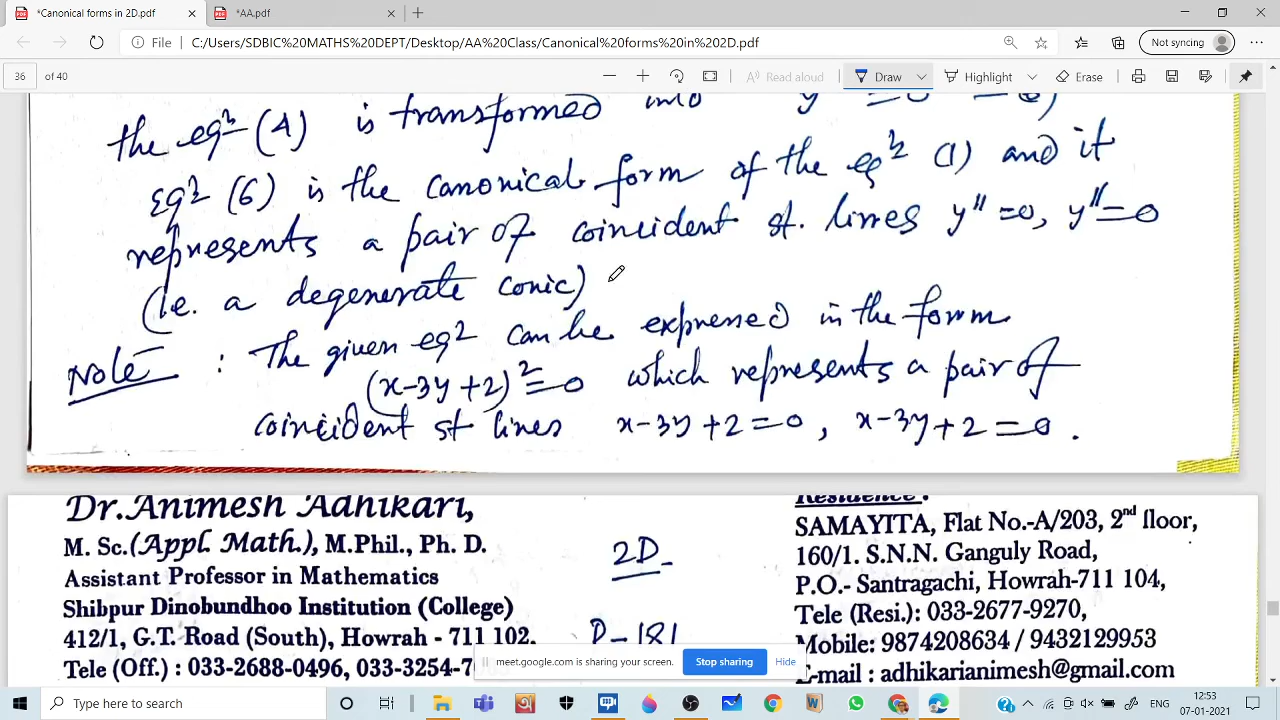 *Canonical forms in 2D.pdf
*AA.pdf
File
C:/Users/SDBIC%20MATHS%20DEPT/Desktop/AA%20Class/Canonical%20forms%20in%202D.pdf
Not syncing
36 of 40
Read aloud
Draw
Highlight
Erase
the eqn (4) is transformed into
Eqn (6) is the canonical form of the eqn (1) and it
represents a pair of coincident st. lines y''=0, y''=0
(i.e. a degenerate conic)
Note : The given eqn can be expressed in the form
(x-3y+2)²=0 which represents a pair of
coincident st lines x-3y+2=0, x-3y+2=0.
Dr. Animesh Adhikari,
M. Sc.(Appl. Math.), M.Phil., Ph. D.
Assistant Professor in Mathematics
Shibpur Dinobundhoo Institution (College)
412/1, G.T. Road (South), Howrah - 711 102.
Tele (Off.) : 033-2688-0496, 033-3254-7
2D
P-181
Residence :
SAMAYITA, Flat No.-A/203, 2nd floor,
160/1. S.N.N. Ganguly Road,
P.O.- Santragachi, Howrah-711 104,
Tele (Resi.): 033-2677-9270,
Mobile: 9874208634 / 9432129953
E-mail : adhikarianimesh@gmail.com
meet.google.com is sharing your screen.
Stop sharing
Hide
Type here to search
ENG
12:53
07-01-2021